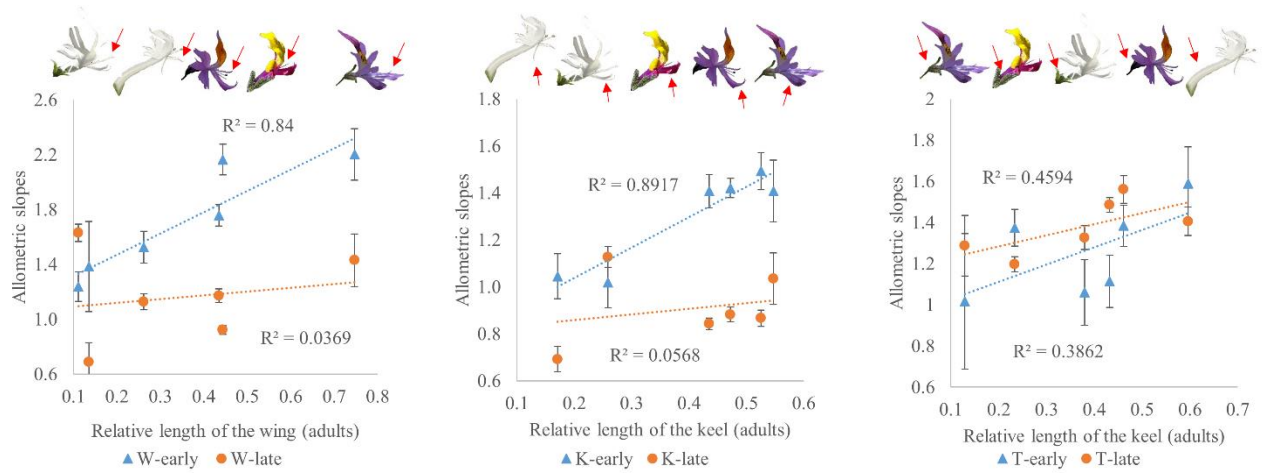 2.6
2.2
1.8
1.4
1.0
0.6
Allometric slopes
R² = 0.84
R² = 0.0369
0.1 0.2 0.3 0.4 0.5 0.6 0.7 0.8
Relative length of the wing (adults)
W-early W-late
1.8
1.6
1.4
1.2
1.0
0.8
0.6
Allometric slopes
R² = 0.8917
R² = 0.0568
0.1 0.2 0.3 0.4 0.5 0.6
Relative length of the keel (adults)
K-early K-late
2
1.8
1.6
1.4
1.2
1
0.8
0.6
Allometric slopes
R² = 0.4594
R² = 0.3862
0.1 0.2 0.3 0.4 0.5 0.6 0.7
Relative length of the keel (adults)
T-early T-late